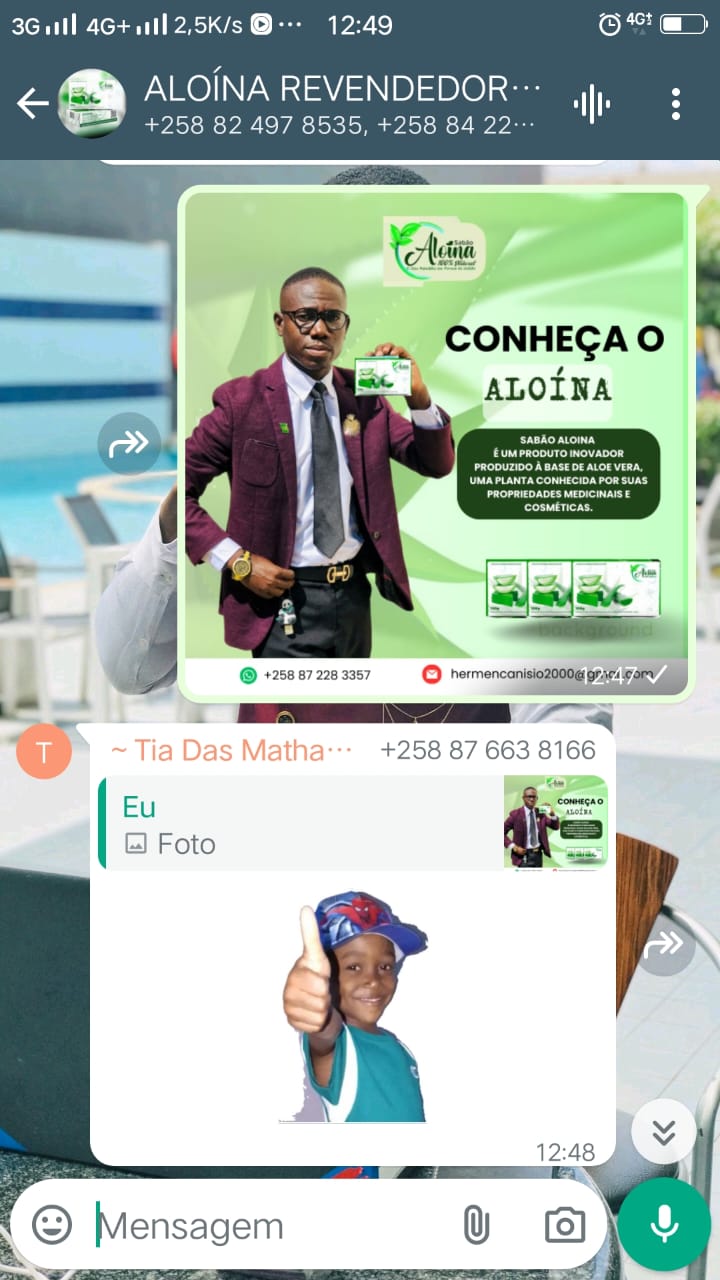 3G 4G+ 2,5K/s ··· 12:49 4G
ALOÍNA REVENDEDOR···
+258 82 497 8535, +258 84 22···
Sabão
Aloina
100% Natural
CONHEÇA O
ALOÍNA
SABÃO ALOINA
É UM PRODUTO INOVADOR
PRODUZIDO À BASE DE ALOE VERA,
UMA PLANTA CONHECIDA POR SUAS
PROPRIEDADES MEDICINAIS E
COSMÉTICAS.
Aloina
background
+258 87 228 3357
hermencanisio2000@gmail.com
12:47
T
~ Tia Das Matha··· +258 87 663 8166
Eu
Foto
CONHEÇA O
ALOÍNA
12:48
Mensagem